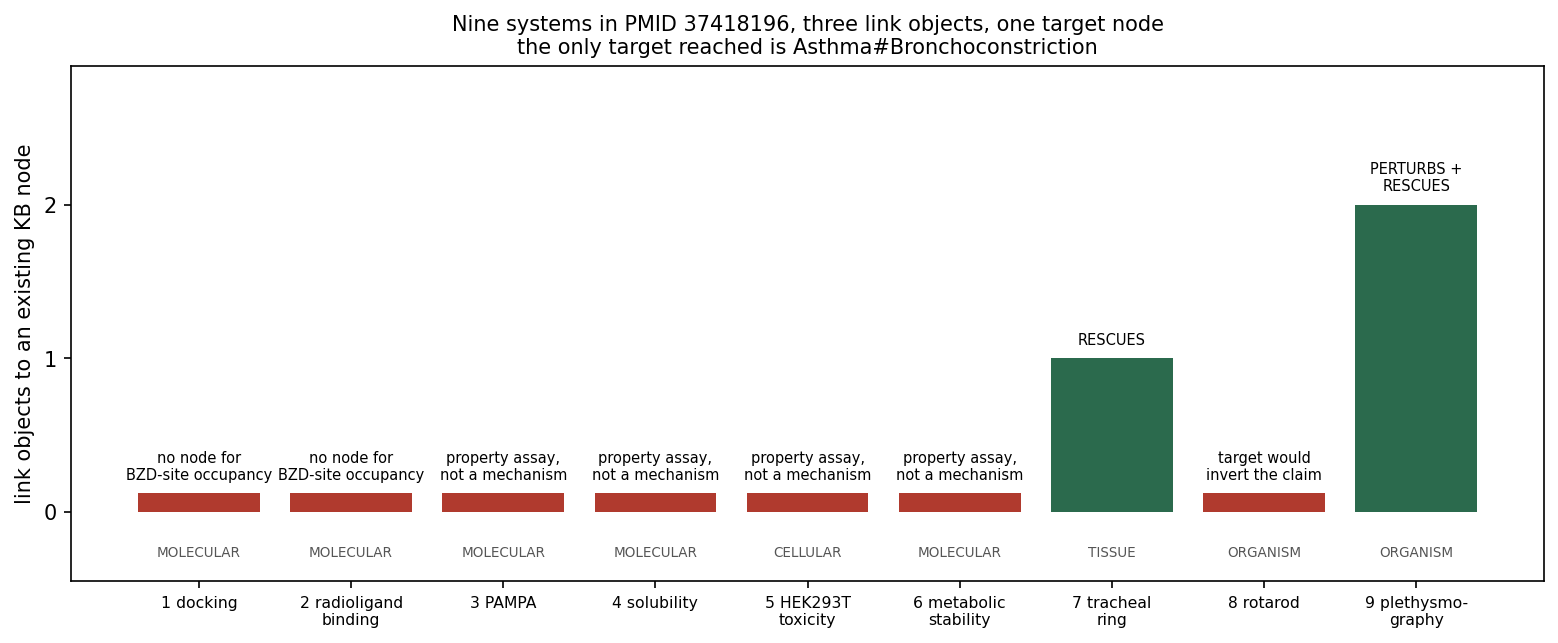 Nine systems in PMID 37418196, three link objects, one target node
the only target reached is Asthma#Bronchoconstriction
link objects to an existing KB node
2
1
0
no node for
BZD-site occupancy
no node for
BZD-site occupancy
property assay,
not a mechanism
property assay,
not a mechanism
property assay,
not a mechanism
property assay,
not a mechanism
RESCUES
target would
invert the claim
PERTURBS +
RESCUES
MOLECULAR
MOLECULAR
MOLECULAR
MOLECULAR
CELLULAR
MOLECULAR
TISSUE
ORGANISM
ORGANISM
1 docking
2 radioligand
binding
3 PAMPA
4 solubility
5 HEK293T
toxicity
6 metabolic
stability
7 tracheal
ring
8 rotarod
9 plethysmo-
graphy